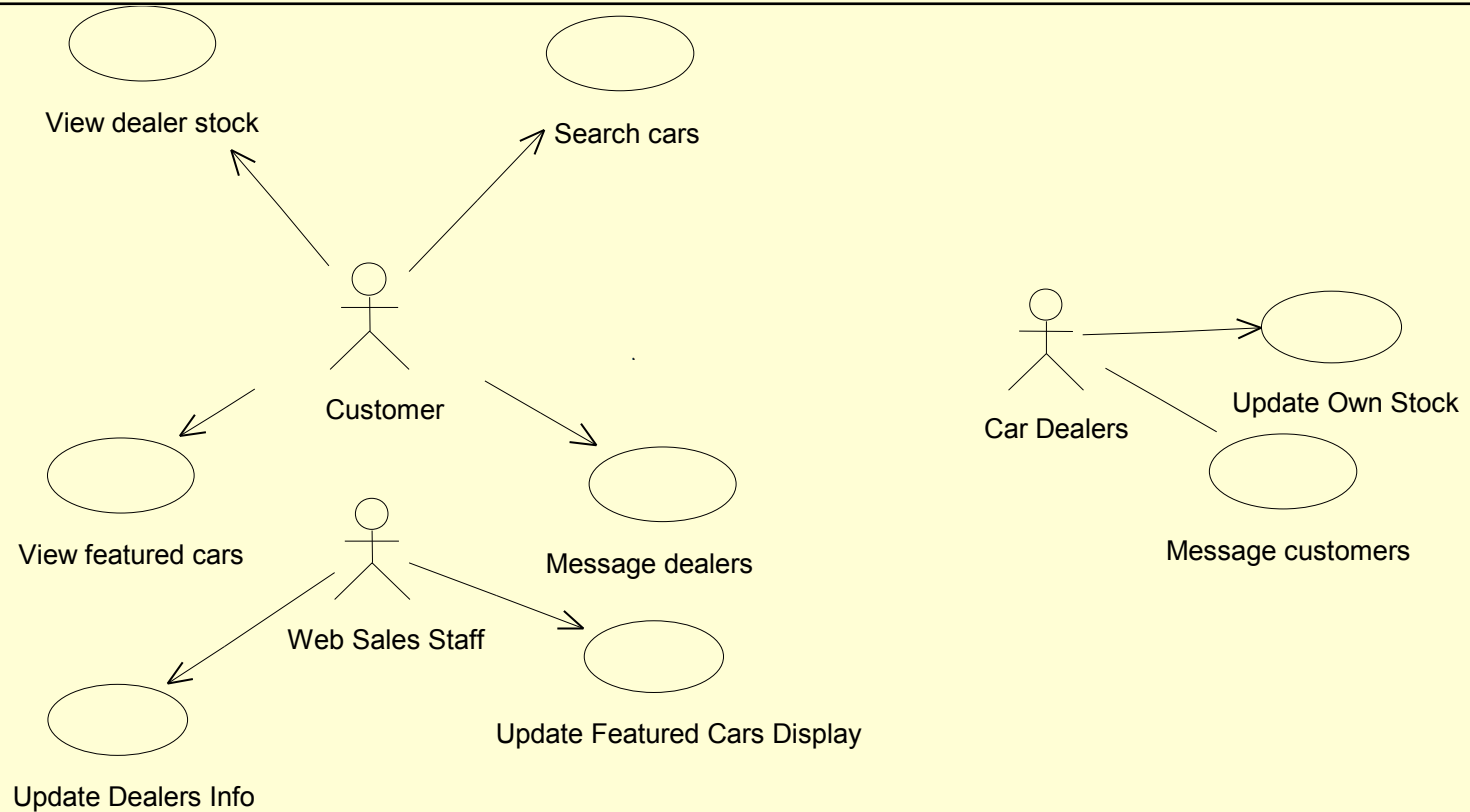 View dealer stock
Search cars
Customer
Update Own Stock
Car Dealers
View featured cars
Message dealers
Message customers
Web Sales Staff
Update Featured Cars Display
Update Dealers Info